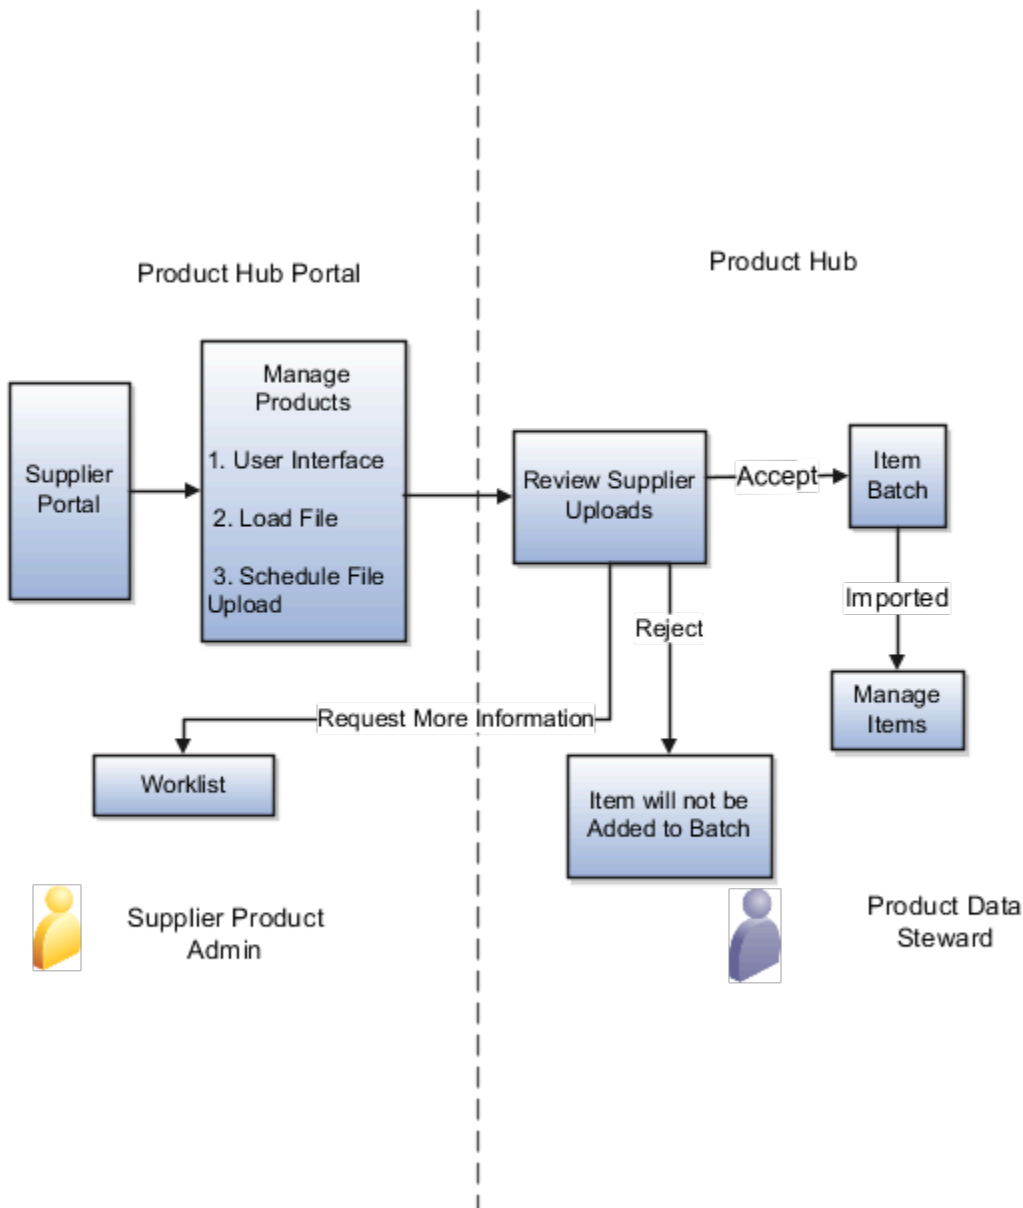 Product Hub Portal
Product Hub
Supplier
Portal
Manage
Products
1. User Interface
2. Load File
3. Schedule File
Upload
Review Supplier
Uploads
Accept
Item
Batch
Imported
Manage
Items
Reject
Request More Information
Worklist
Item will not be
Added to Batch
Supplier Product
Admin
Product Data
Steward